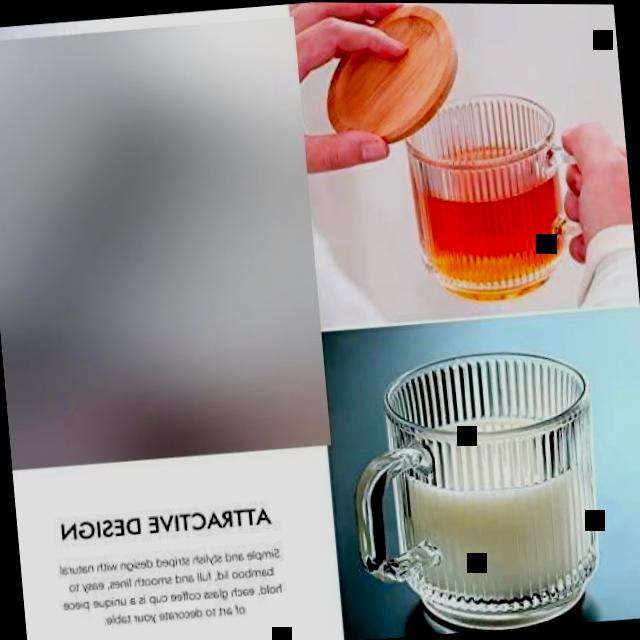 ATTRACTIVE DESIGN
Simple and stylish striped design with natural
bamboo lid, full and smooth lines, easy to
hold, each glass coffee cup is a unique piece
of art to decorate your table.